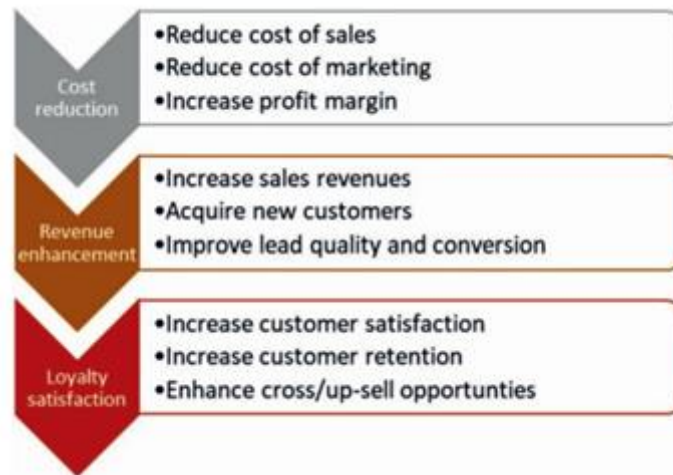 Cost
reduction
•Reduce cost of sales
•Reduce cost of marketing
•Increase profit margin
Revenue
enhancement
•Increase sales revenues
•Acquire new customers
•Improve lead quality and conversion
Loyalty
satisfaction
•Increase customer satisfaction
•Increase customer retention
•Enhance cross/up-sell opportunties